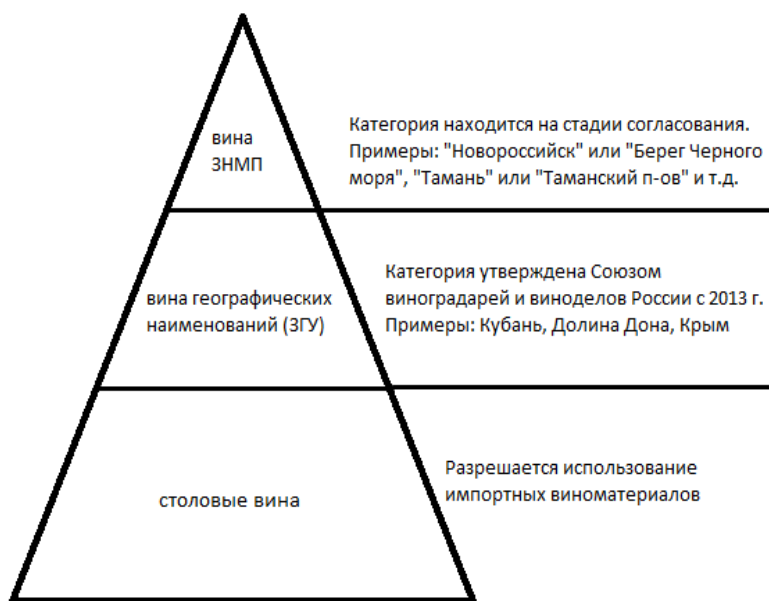 вина
ЗНМП
Категория находится на стадии согласования.
Примеры: "Новороссийск" или "Берег Черного
моря", "Тамань" или "Таманский п-ов" и т.д.
вина географических
наименований (ЗГУ)
Категория утверждена Союзом
виноградарей и виноделов России с 2013 г.
Примеры: Кубань, Долина Дона, Крым
столовые вина
Разрешается использование
импортных виноматериалов